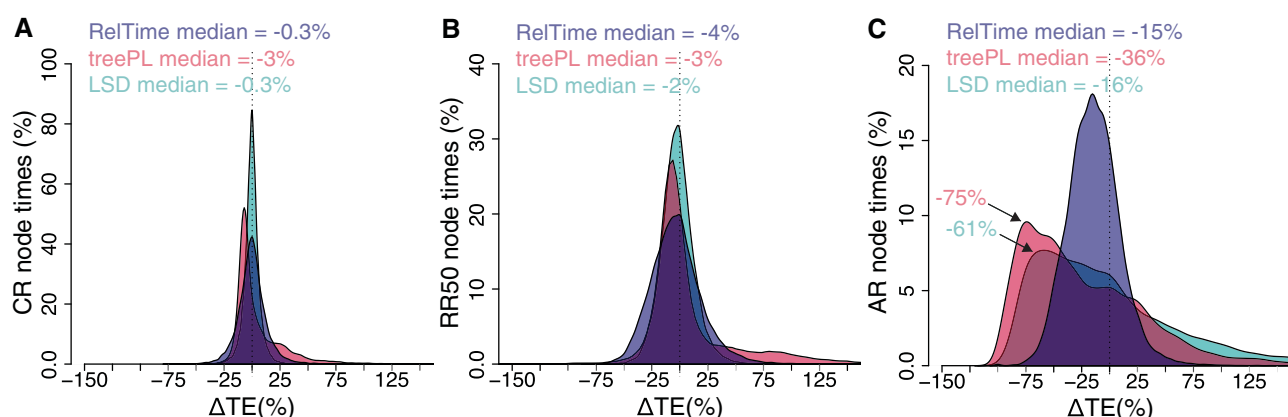 A
RelTime median = -0.3%
treePL median = -3%
LSD median = -0.3%
CR node times (%)
100
80
60
40
20
0.0
−150
−75
−25
25
75
125
ΔTE(%)
B
RelTime median = -4%
treePL median = -3%
LSD median = -2%
RR50 node times (%)
40
30
20
10
0.0
−150
−75
−25
25
75
125
ΔTE(%)
C
RelTime median = -15%
treePL median = -36%
LSD median = -16%
AR node times (%)
20
15
10
5
0.0
-75%
-61%
−150
−75
−25
25
75
125
ΔTE(%)